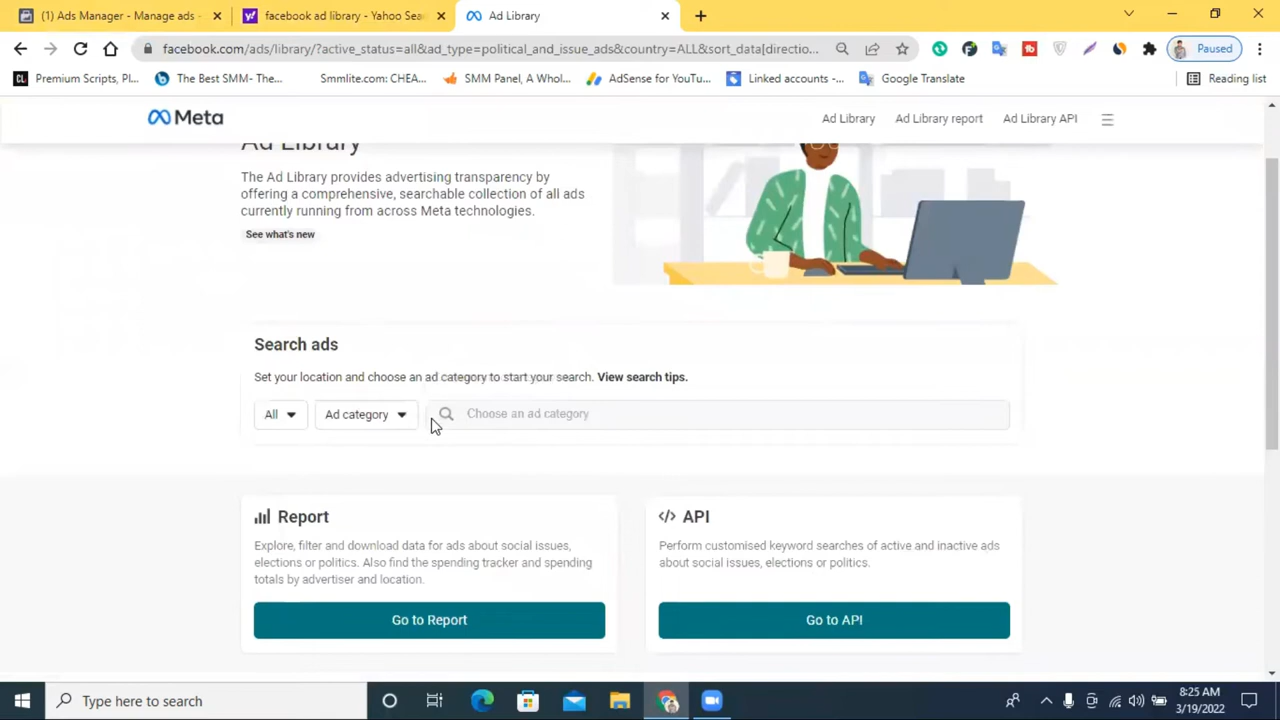 (1) Ads Manager - Manage ads -
facebook ad library - Yahoo Sea
Ad Library
facebook.com/ads/library/?active_status=all&ad_type=political_and_issue_ads&country=ALL&sort_data[directio...
Paused
Premium Scripts, Pl...
The Best SMM- The...
Smmlite.com: CHEA...
SMM Panel, A Whol...
AdSense for YouTu...
Linked accounts -...
Google Translate
Reading list
Meta
Ad Library
Ad Library report
Ad Library API
Ad Library
The Ad Library provides advertising transparency by
offering a comprehensive, searchable collection of all ads
currently running from across Meta technologies.
See what's new
Search ads
Set your location and choose an ad category to start your search. View search tips.
All
Ad category
Choose an ad category
Report
Explore, filter and download data for ads about social issues,
elections or politics. Also find the spending tracker and spending
totals by advertiser and location.
Go to Report
API
Perform customised keyword searches of active and inactive ads
about social issues, elections or politics.
Go to API
Type here to search
8:25 AM
3/19/2022